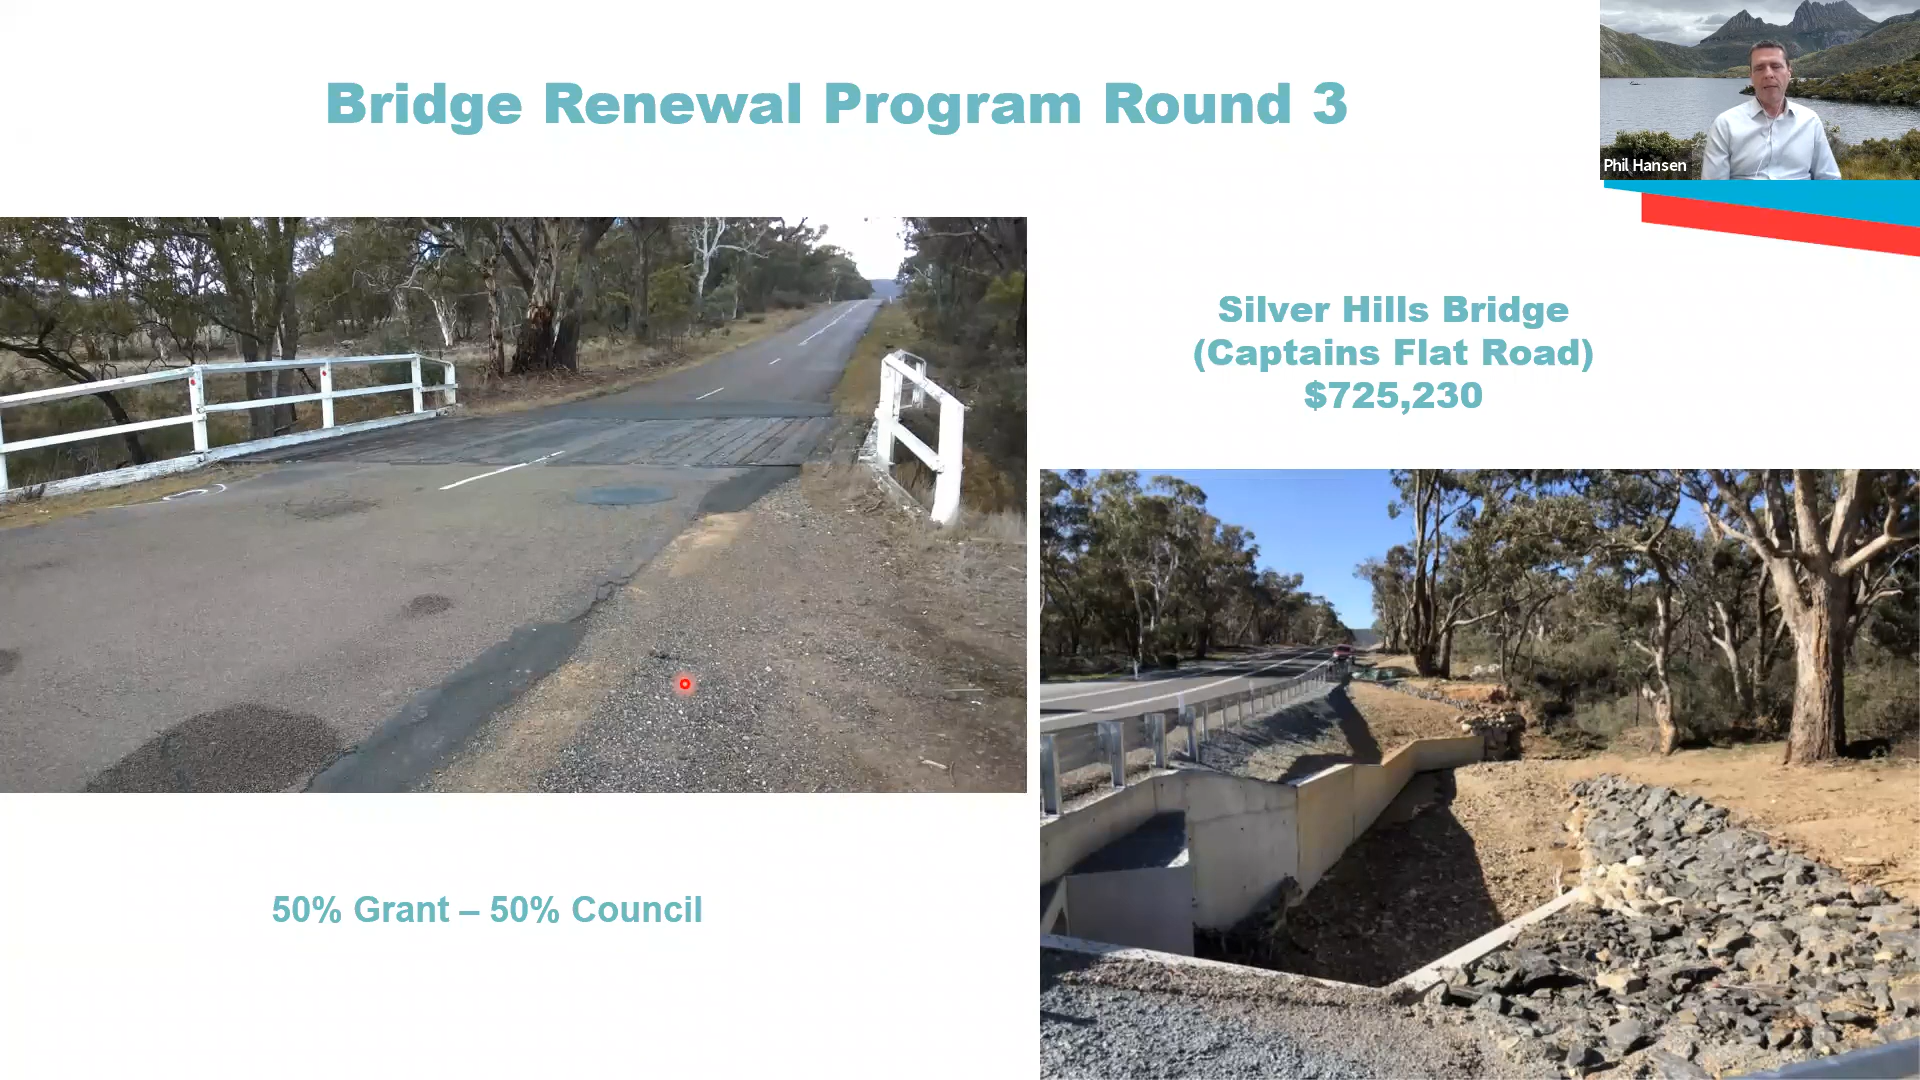 Bridge Renewal Program Round 3
Phil Hansen
Silver Hills Bridge
(Captains Flat Road)
$725,230
50% Grant – 50% Council